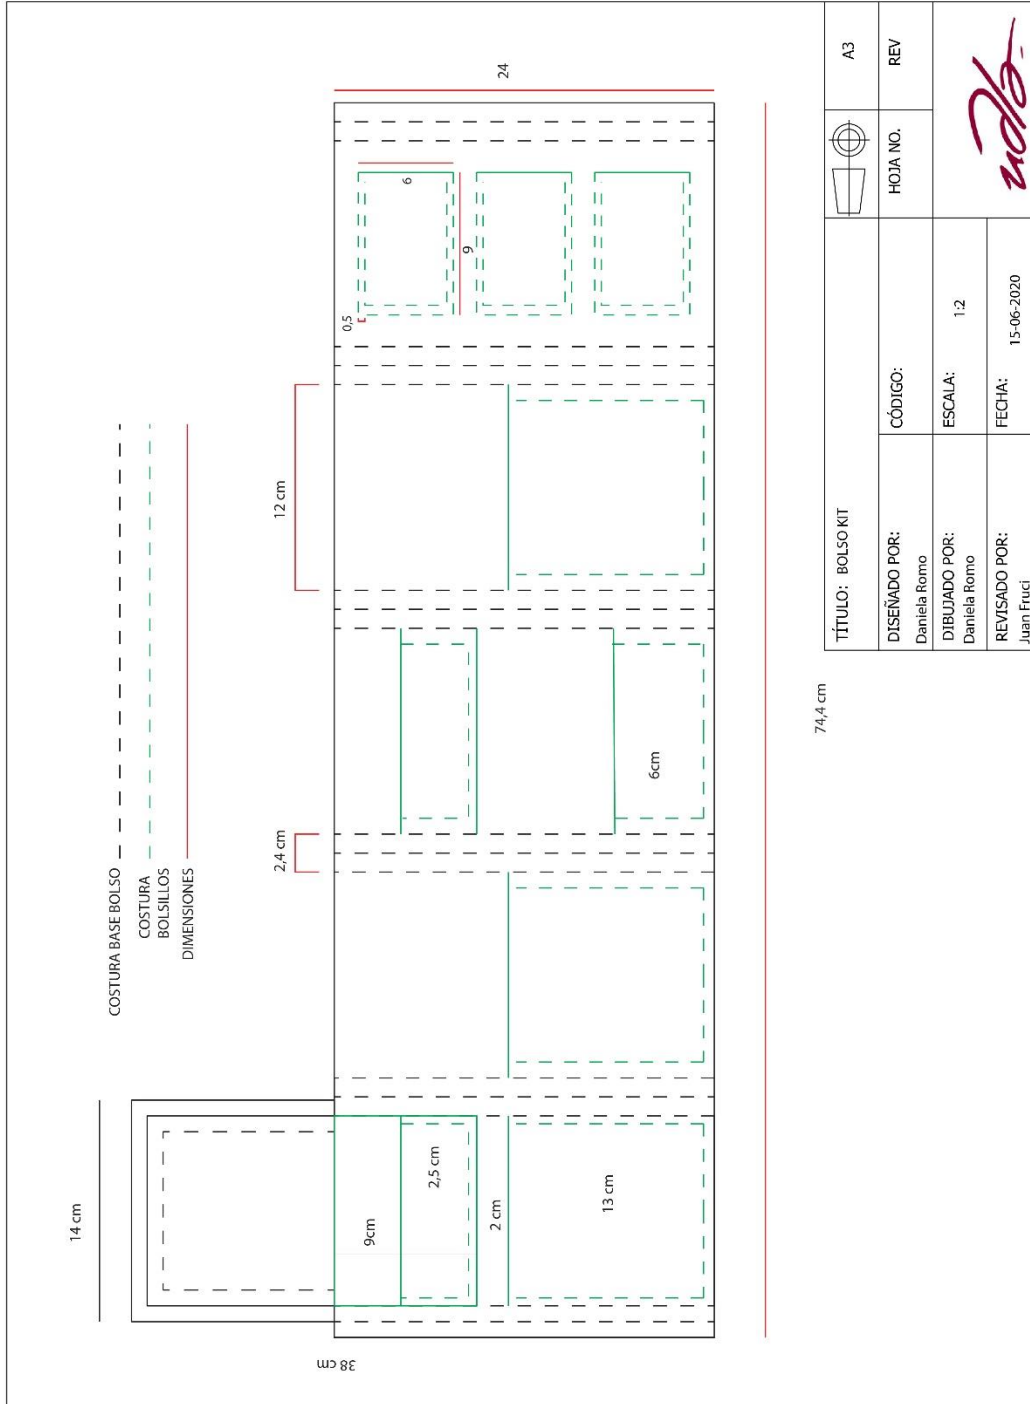 COSTURA BASE BOLSO
COSTURA
BOLSILLOS
DIMENSIONES
14 cm
38 cm
9cm
2,5 cm
2 cm
13 cm
2,4 cm
6cm
12 cm
0,5
6
9
24
74,4 cm
TÍTULO: BOLSO KIT
A3
DISEÑADO POR:
Daniela Romo
CÓDIGO:
HOJA NO.
REV
DIBUJADO POR:
Daniela Romo
ESCALA:
1:2
REVISADO POR:
Juan Fruci
FECHA:
15-06-2020
udla-